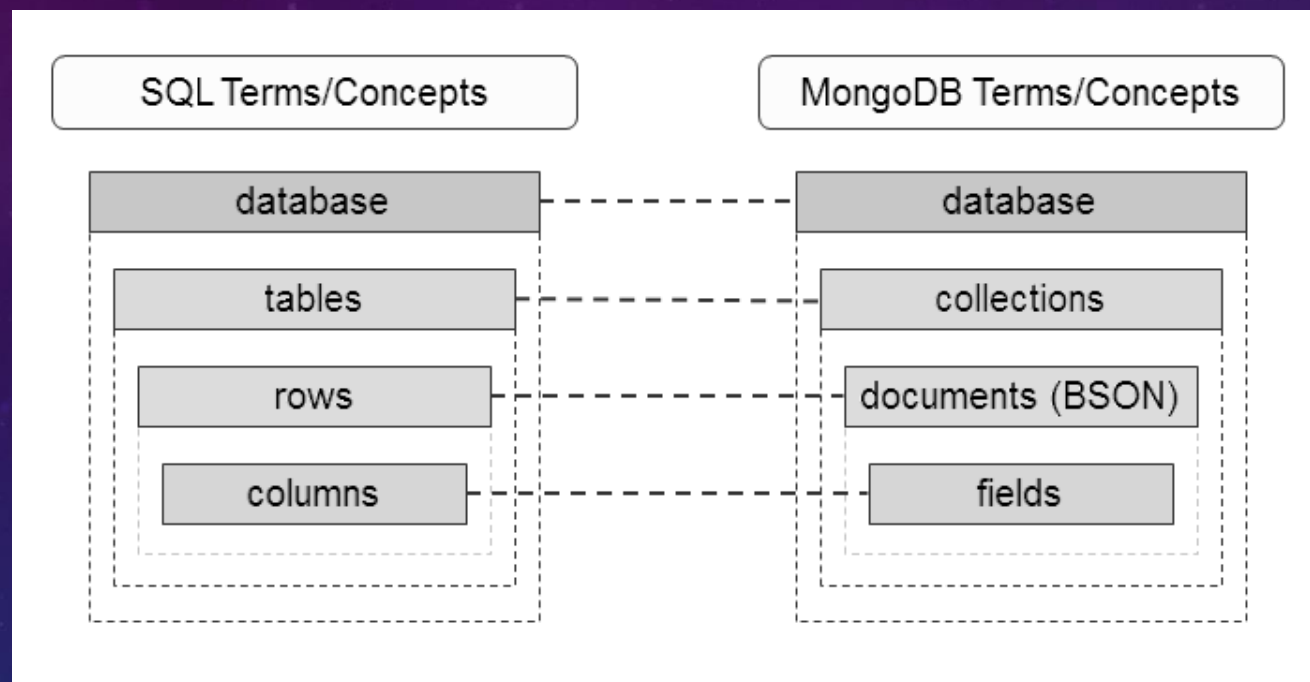 SQL Terms/Concepts
MongoDB Terms/Concepts
database
database
tables
collections
rows
documents (BSON)
columns
fields